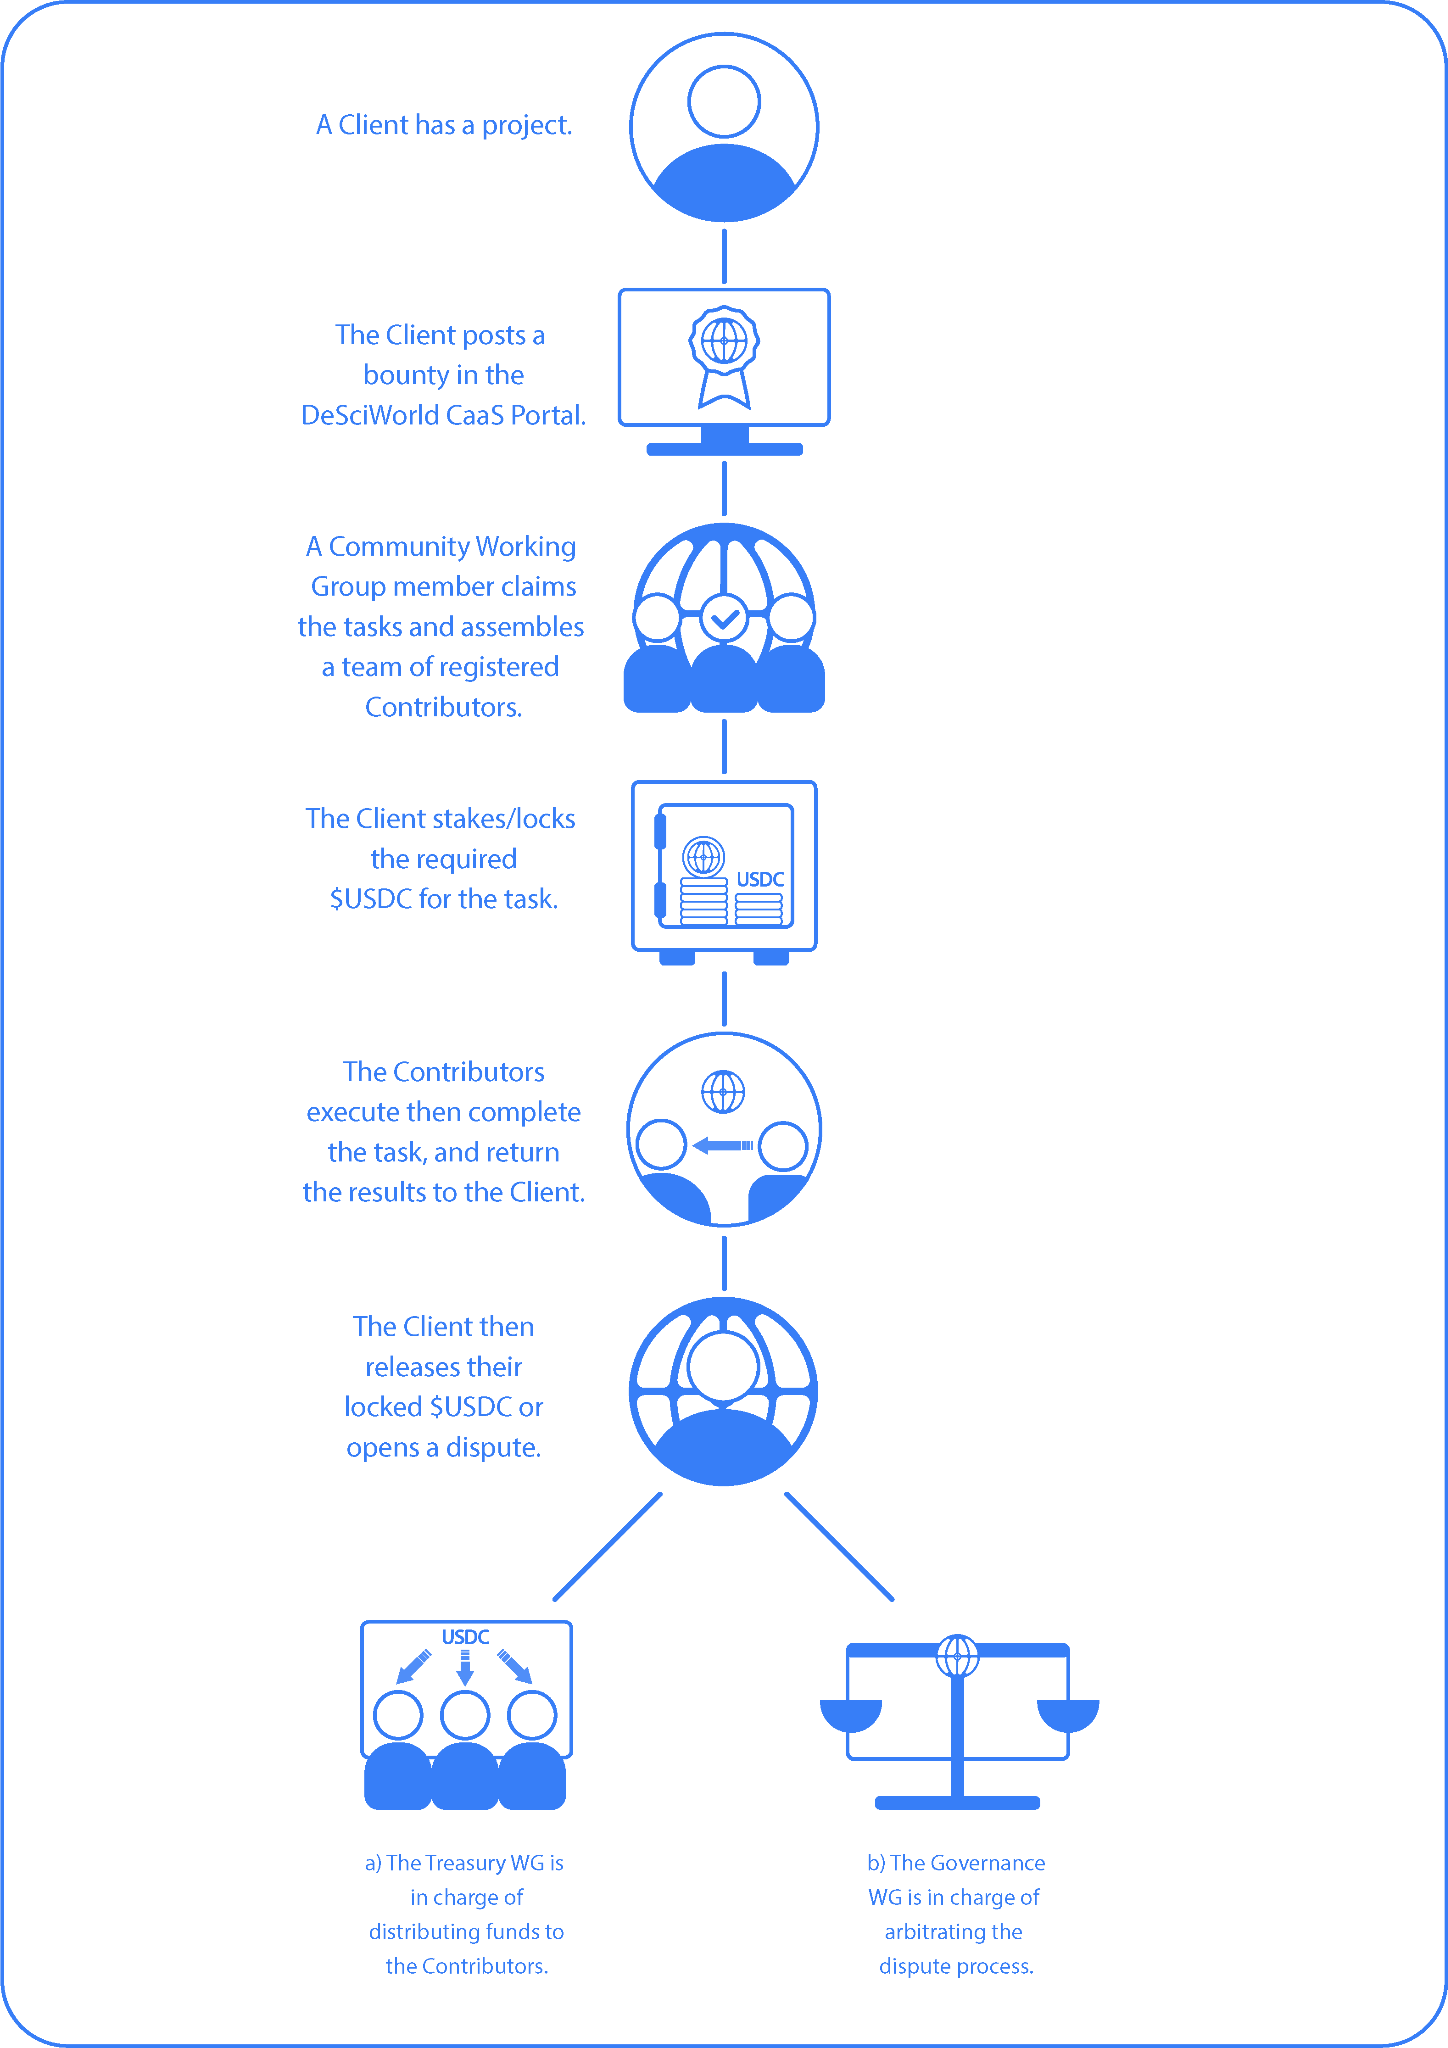 A Client has a project.
The Client posts a
bounty in the
DeSciWorld CaaS Portal.
A Community Working
Group member claims
the tasks and assembles
a team of registered
Contributors.
The Client stakes/locks
the required
$USDC for the task.
USDC
The Contributors
execute then complete
the task, and return
the results to the Client.
The Client then
releases their
locked $USDC or
opens a dispute.
USDC
a) The Treasury WG is
in charge of
distributing funds to
the Contributors.
b) The Governance
WG is in charge of
arbitrating the
dispute process.